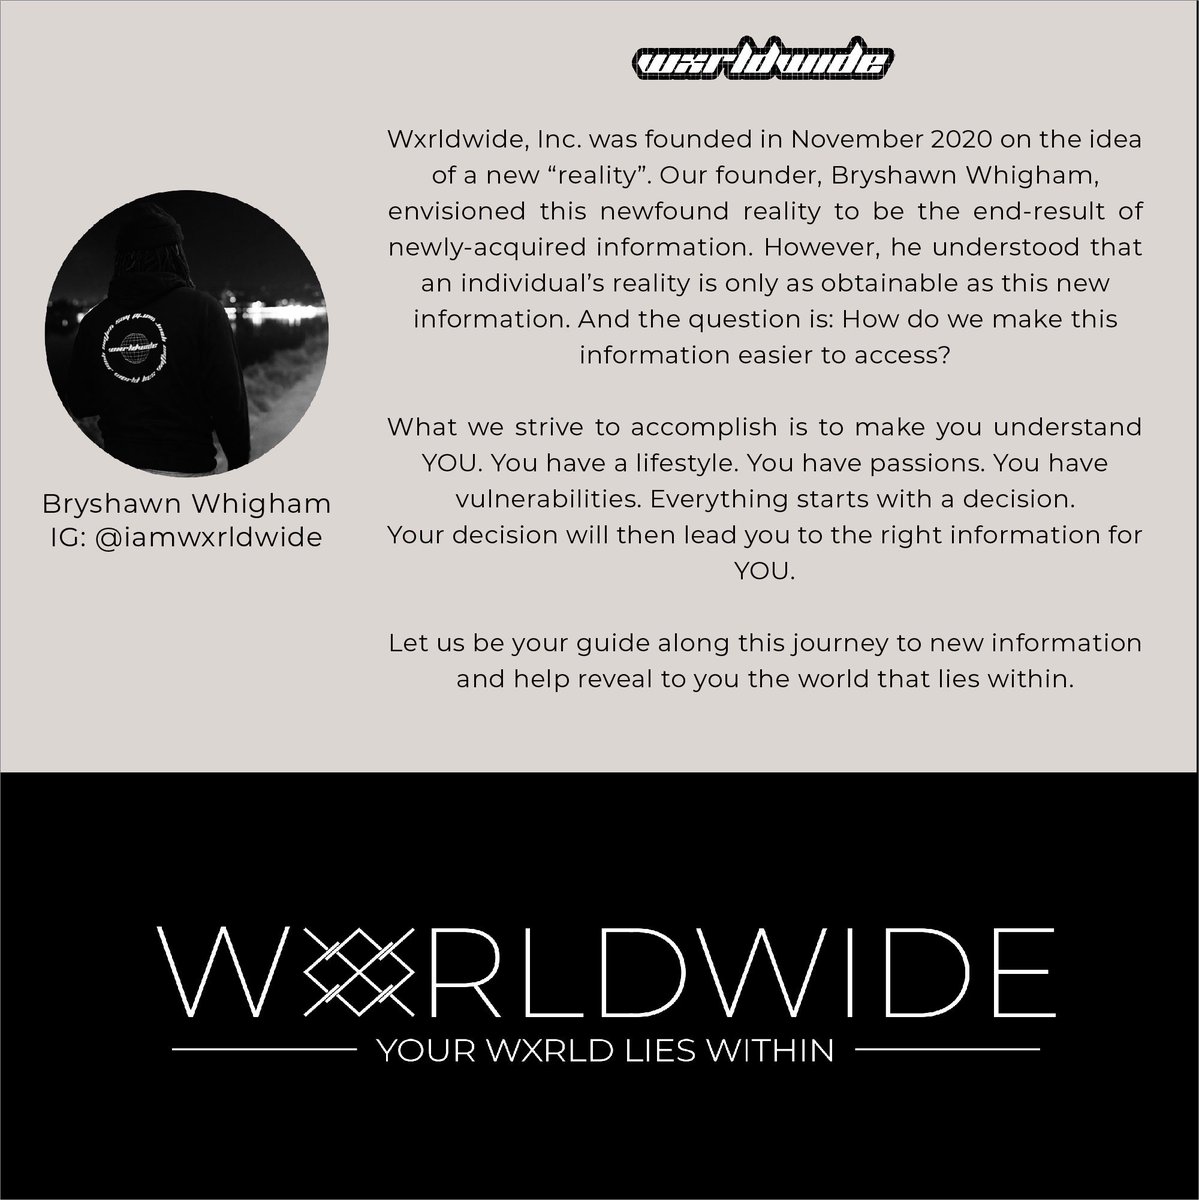 wxrldwide
Wxrldwide, Inc. was founded in November 2020 on the idea
of a new “reality”. Our founder, Bryshawn Whigham,
envisioned this newfound reality to be the end-result of
newly-acquired information. However, he understood that
an individual’s reality is only as obtainable as this new
information. And the question is: How do we make this
information easier to access?
What we strive to accomplish is to make you understand
YOU. You have a lifestyle. You have passions. You have
vulnerabilities. Everything starts with a decision.
Your decision will then lead you to the right information for
YOU.
Let us be your guide along this journey to new information
and help reveal to you the world that lies within.
wxrldwide
Bryshawn Whigham
IG: @iamwxrldwide
WXRLDWIDE
YOUR WXRLD LIES WITHIN